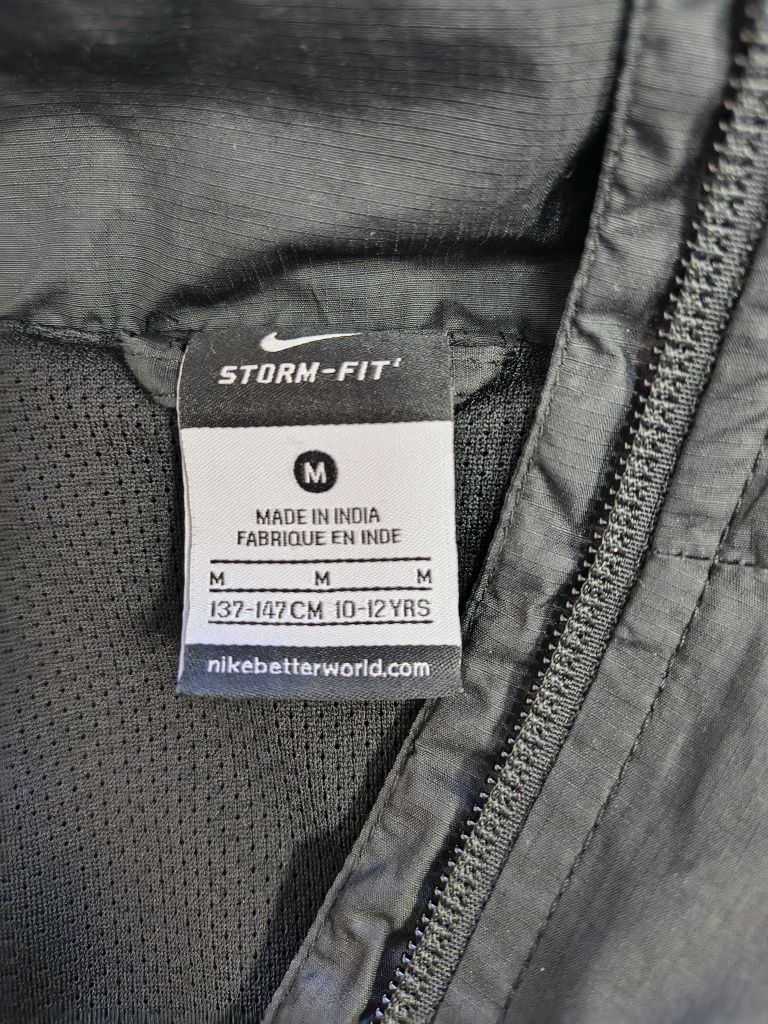 STORM-FIT
M
MADE IN INDIA
FABRIQUE EN INDE
M M M
137-147CM 10-12YRS
nikebetterworld.com